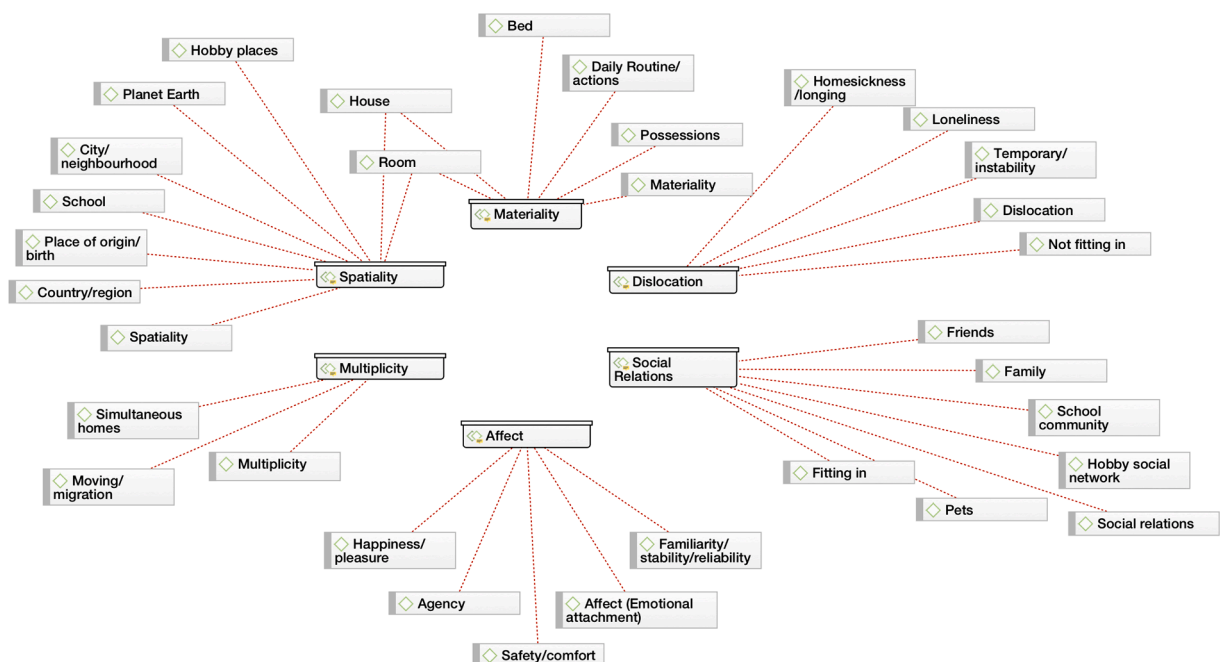 Bed
Hobby places
Daily Routine/
actions
Homesickness
/longing
Planet Earth
House
Loneliness
Possessions
City/
neighbourhood
Room
Temporary/
instability
Materiality
School
Materiality
Dislocation
Place of origin/
birth
Not fitting in
Spatiality
Dislocation
Country/region
Spatiality
Friends
Multiplicity
Social
Relations
Family
Simultaneous
homes
School
community
Affect
Multiplicity
Moving/
migration
Fitting in
Hobby social
network
Pets
Social relations
Happiness/
pleasure
Familiarity/
stability/reliability
Agency
Affect (Emotional
attachment)
Safety/comfort